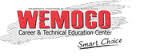 WEMOCO
Career & Technical Education Center
Smart Choice